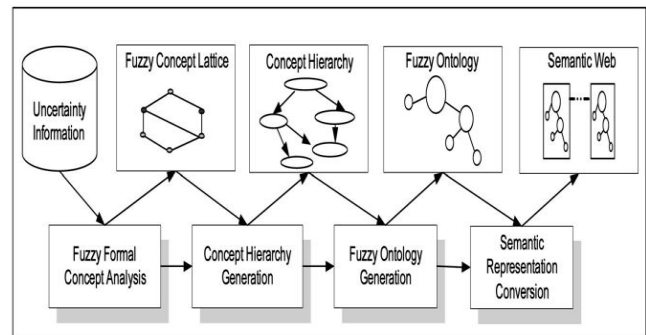 Fuzzy Concept Lattice
Concept Hierarchy
Fuzzy Ontology
Semantic Web
Uncertainty
Information
Fuzzy Formal
Concept Analysis
Concept Hierarchy
Generation
Fuzzy Ontology
Generation
Semantic
Representation
Conversion